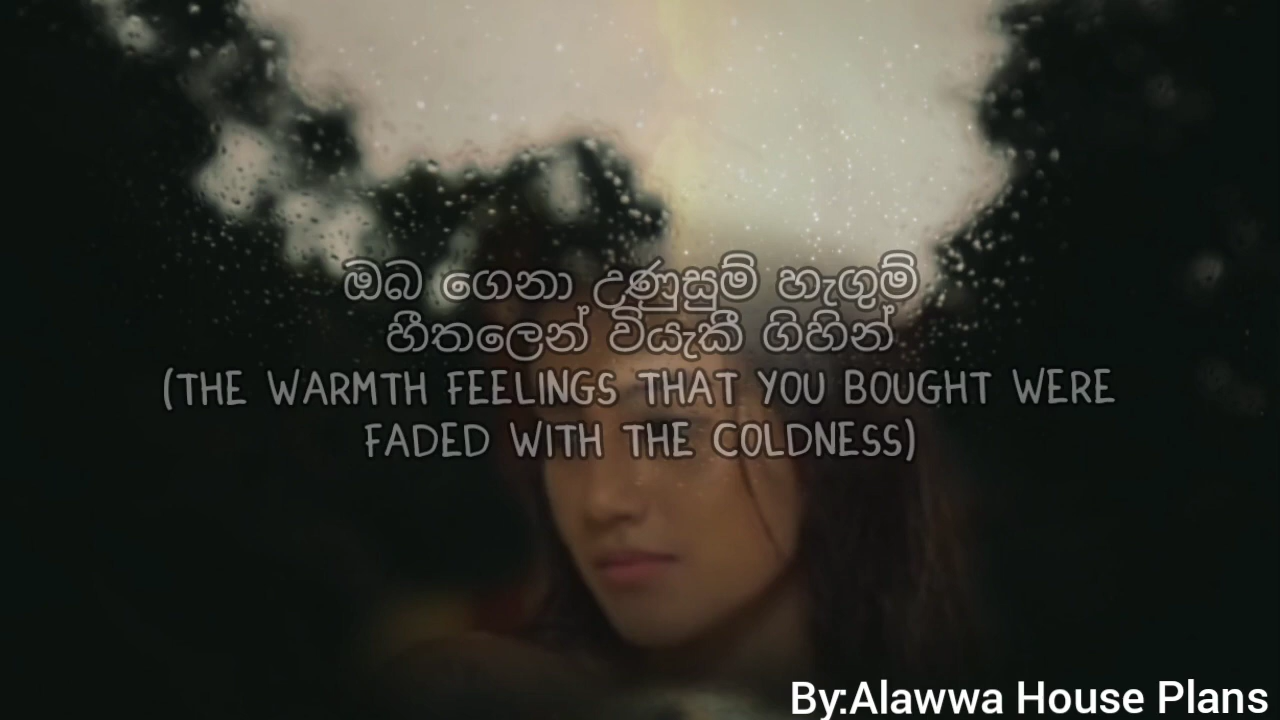 ඔබ ගෙනා උණුසුම් හැඟුම්
හීතලෙන් වියැකී ගිහින්
(THE WARMTH FEELINGS THAT YOU BOUGHT WERE
FADED WITH THE COLDNESS)
By:Alawwa House Plans